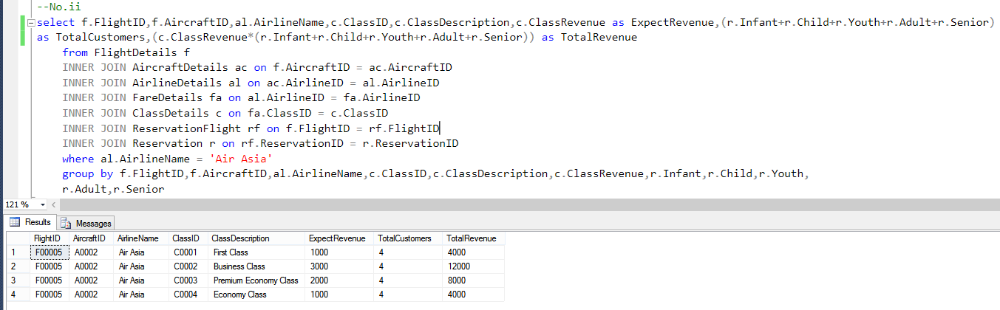 --No.ii
select f.FlightID,f.AircraftID,al.AirlineName,c.ClassID,c.ClassDescription,c.ClassRevenue as ExpectRevenue,(r.Infant+r.Child+r.Youth+r.Adult+r.Senior)
as TotalCustomers,(c.ClassRevenue*(r.Infant+r.Child+r.Youth+r.Adult+r.Senior)) as TotalRevenue
from FlightDetails f
INNER JOIN AircraftDetails ac on f.AircraftID = ac.AircraftID
INNER JOIN AirlineDetails al on ac.AirlineID = al.AirlineID
INNER JOIN FareDetails fa on al.AirlineID = fa.AirlineID
INNER JOIN ClassDetails c on fa.ClassID = c.ClassID
INNER JOIN ReservationFlight rf on f.FlightID = rf.FlightID
INNER JOIN Reservation r on rf.ReservationID = r.ReservationID
where al.AirlineName = 'Air Asia'
group by f.FlightID,f.AircraftID,al.AirlineName,c.ClassID,c.ClassDescription,c.ClassRevenue,r.Infant,r.Child,r.Youth,
r.Adult,r.Senior
121 %
Results Messages
FlightID AircraftID AirlineName ClassID ClassDescription ExpectRevenue TotalCustomers TotalRevenue
1 F00005 A0002 Air Asia C0001 First Class 1000 4 4000
2 F00005 A0002 Air Asia C0002 Business Class 3000 4 12000
3 F00005 A0002 Air Asia C0003 Premium Economy Class 2000 4 8000
4 F00005 A0002 Air Asia C0004 Economy Class 1000 4 4000